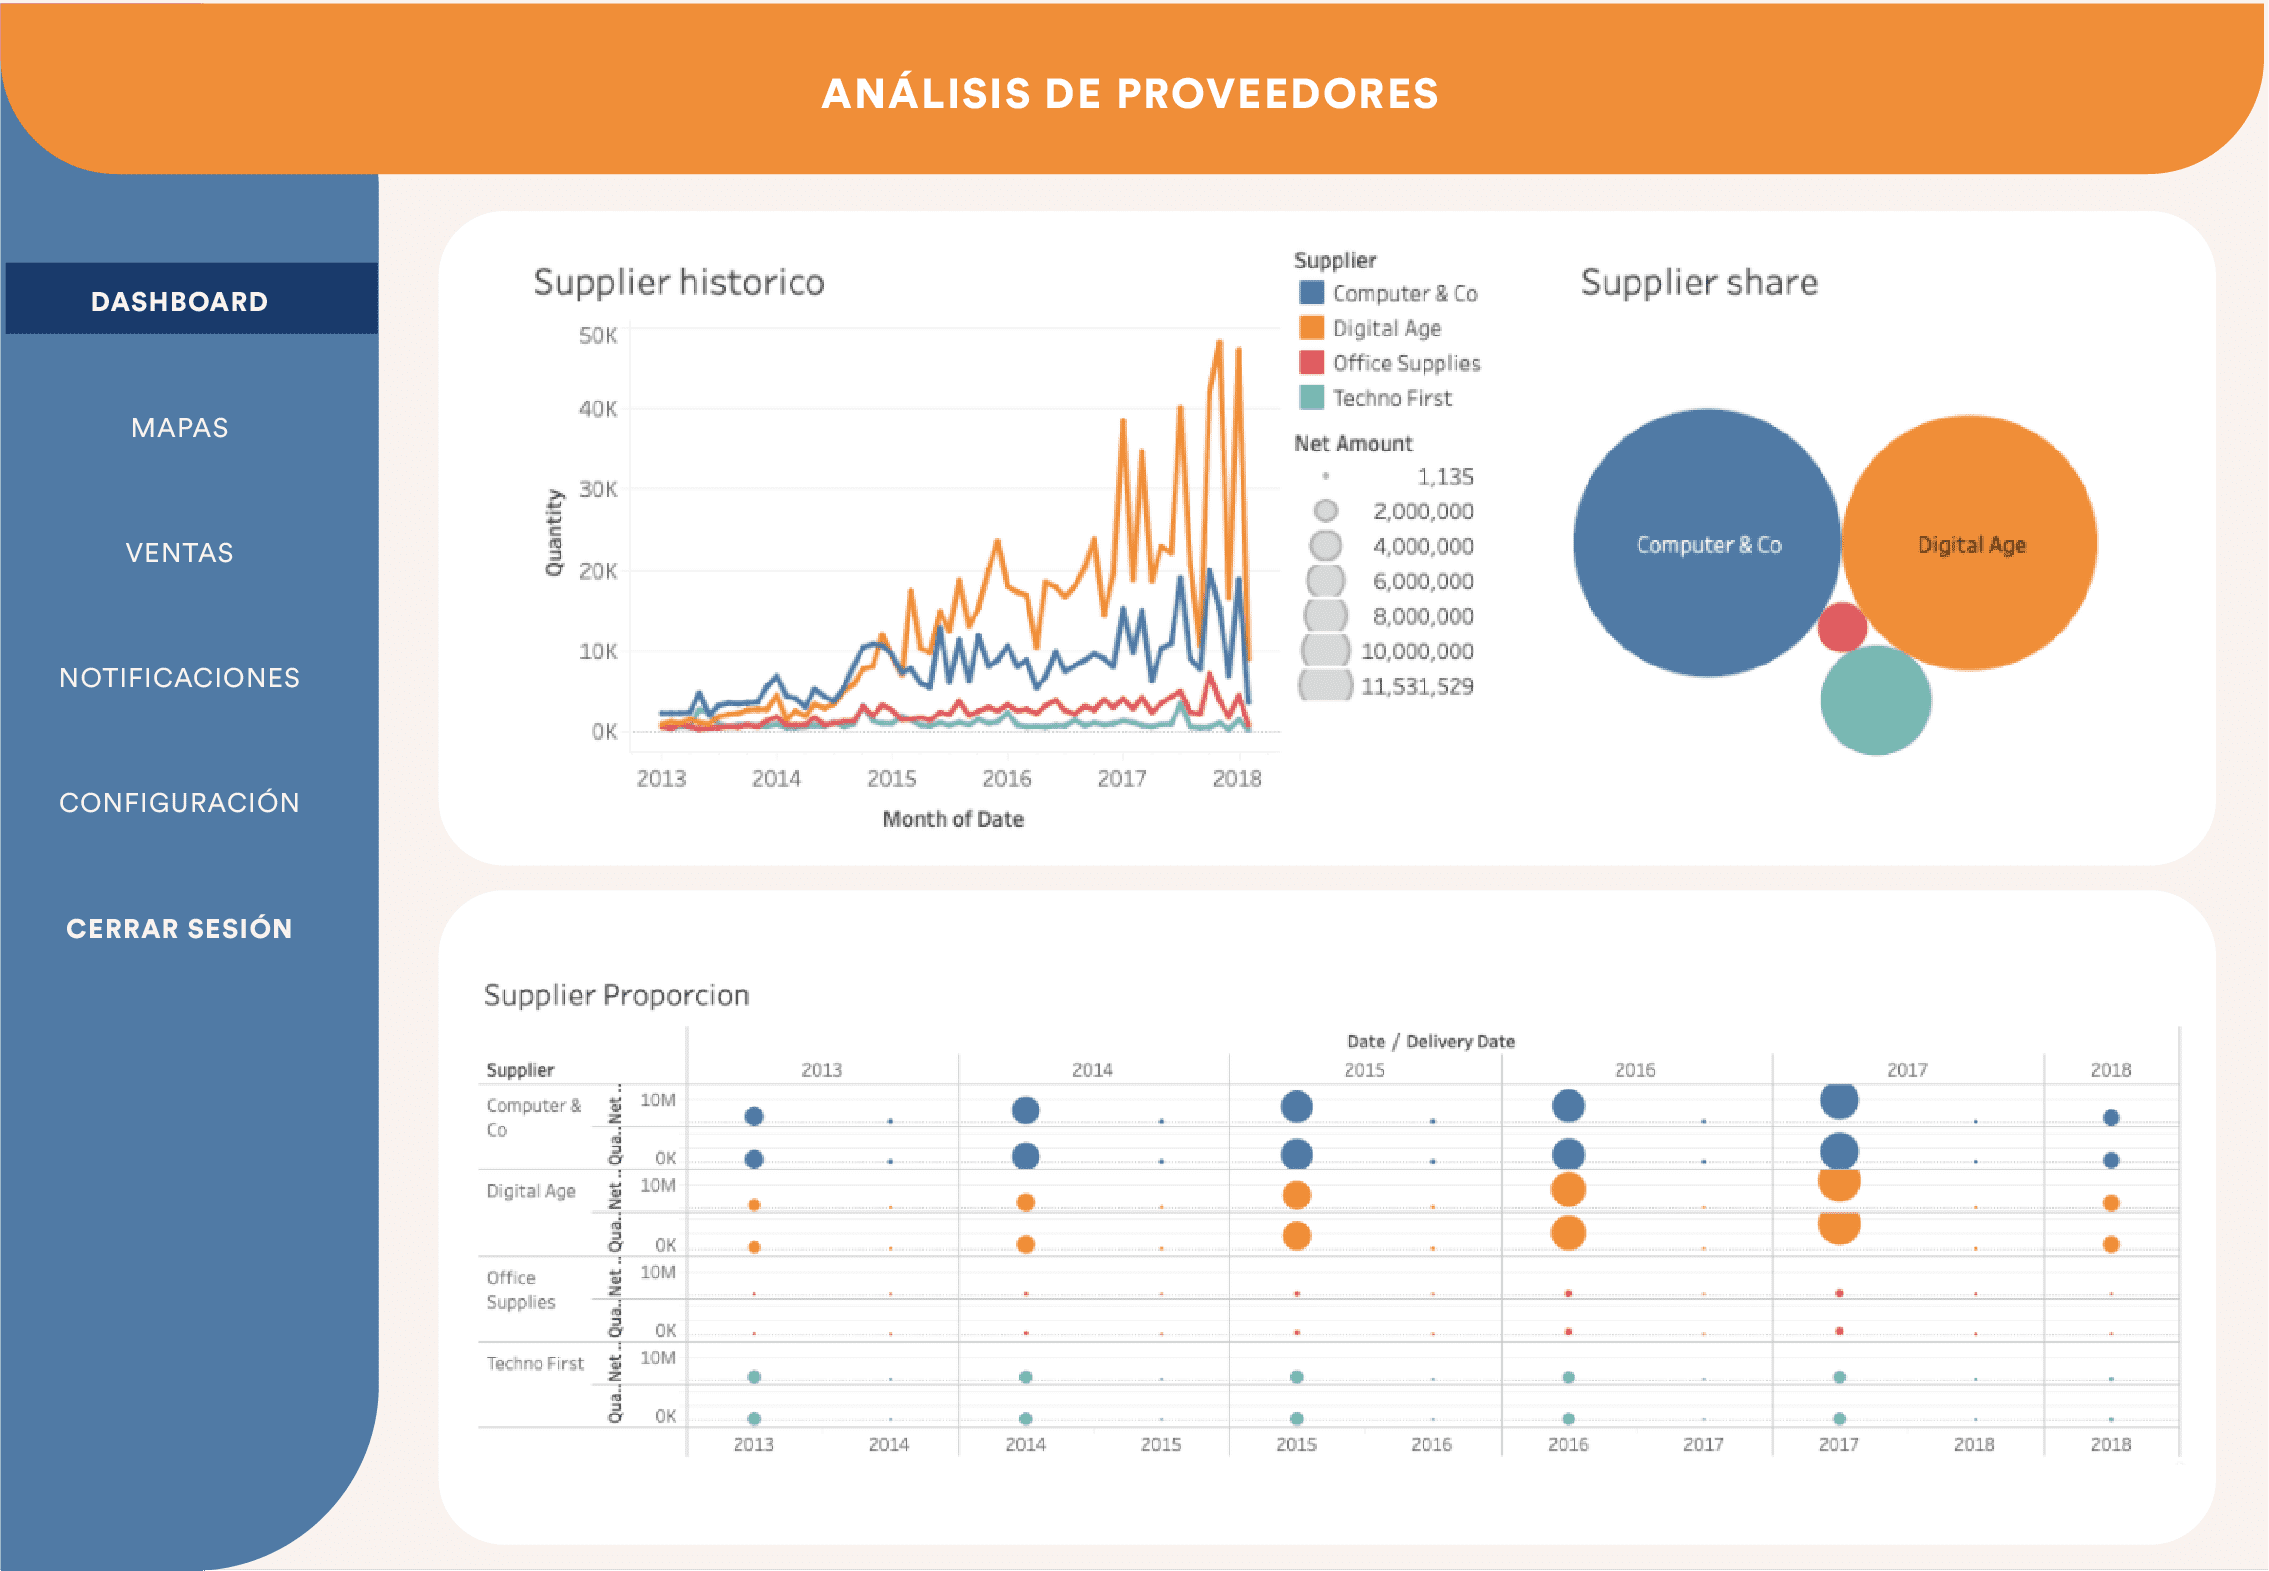 ANÁLISIS DE PROVEEDORES
DASHBOARD
MAPAS
VENTAS
NOTIFICACIONES
CONFIGURACIÓN
CERRAR SESIÓN
Supplier historico
50K
40K
30K
20K
10K
0K
Quantity
2013 2014 2015 2016 2017 2018
Month of Date
Supplier
Computer & Co
Digital Age
Office Supplies
Techno First
Net Amount
1,135
2,000,000
4,000,000
6,000,000
8,000,000
10,000,000
11,531,529
Supplier share
Computer & Co
Digital Age
Supplier Proporcion
Date / Delivery Date
Supplier 2013 2014 2015 2016 2017 2018
Computer &
Co
Net ..
10M
Qua..
0K
Digital Age
Net ..
10M
Qua..
0K
Office
Supplies
Net ..
10M
Qua..
0K
Techno First
Net ..
10M
Qua..
0K
2013 2014 2014 2015 2015 2016 2016 2017 2017 2018 2018